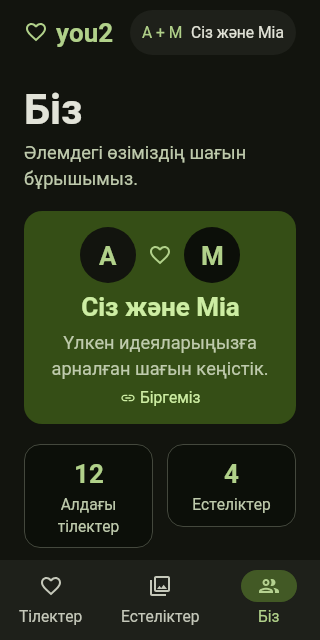 you2
A + M Сіз және Mia
Біз
Әлемдегі өзіміздің шағын
бұрышымыз.
A
M
Сіз және Mia
Үлкен идеяларыңызға
арналған шағын кеңістік.
Біргеміз
12
Алдағы
тілектер
4
Естеліктер
Тілектер
Естеліктер
Біз